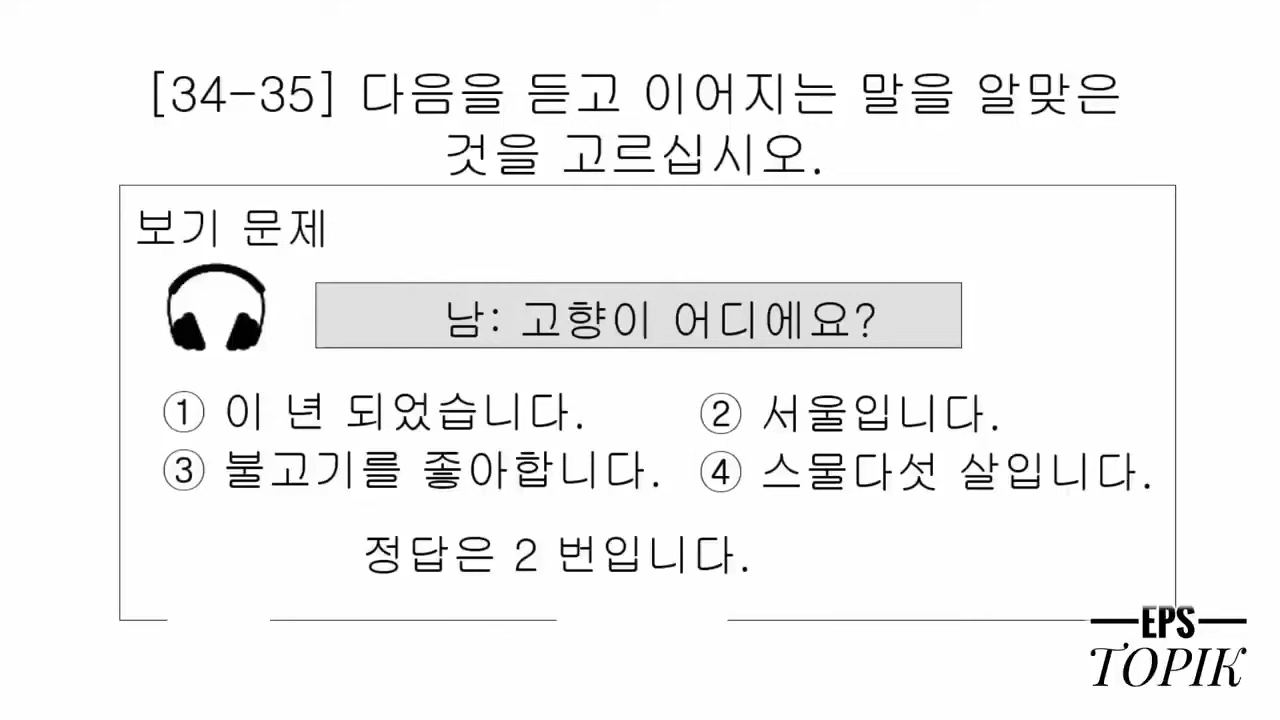 [34-35] 다음을 듣고 이어지는 말을 알맞은
것을 고르십시오.
보기 문제
남: 고향이 어디에요?
① 이 년 되었습니다. ② 서울입니다.
③ 불고기를 좋아합니다. ④ 스물다섯 살입니다.
정답은 2 번입니다.
EPS
TOPIK